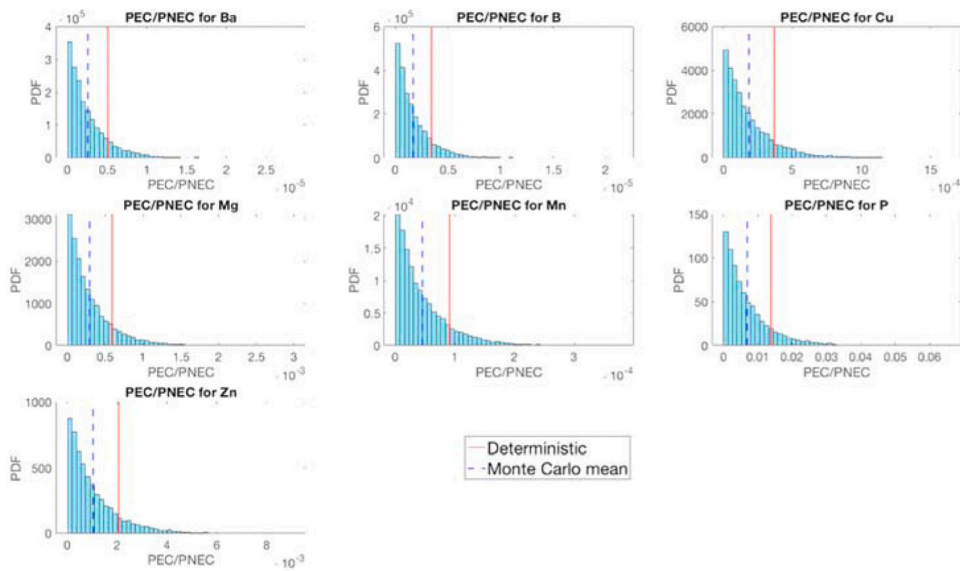 PEC/PNEC for Ba
· 10^5
4
3
2
1
0
PDF
0 0.5 1 1.5 2 2.5
PEC/PNEC
· 10^-5
PEC/PNEC for B
· 10^5
6
4
2
0
PDF
0 0.5 1 1.5 2
PEC/PNEC
· 10^-5
PEC/PNEC for Cu
6000
4000
2000
0
PDF
0 5 10 15
PEC/PNEC
· 10^-4
PEC/PNEC for Mg
3000
2000
1000
0
PDF
0 0.5 1 1.5 2 2.5 3
PEC/PNEC
· 10^-3
PEC/PNEC for Mn
· 10^4
2
1.5
1
0.5
0
PDF
0 1 2 3
PEC/PNEC
· 10^-4
PEC/PNEC for P
150
100
50
0
PDF
0 0.01 0.02 0.03 0.04 0.05 0.06
PEC/PNEC
PEC/PNEC for Zn
1000
500
0
PDF
0 2 4 6 8
PEC/PNEC
· 10^-3
Deterministic
Monte Carlo mean